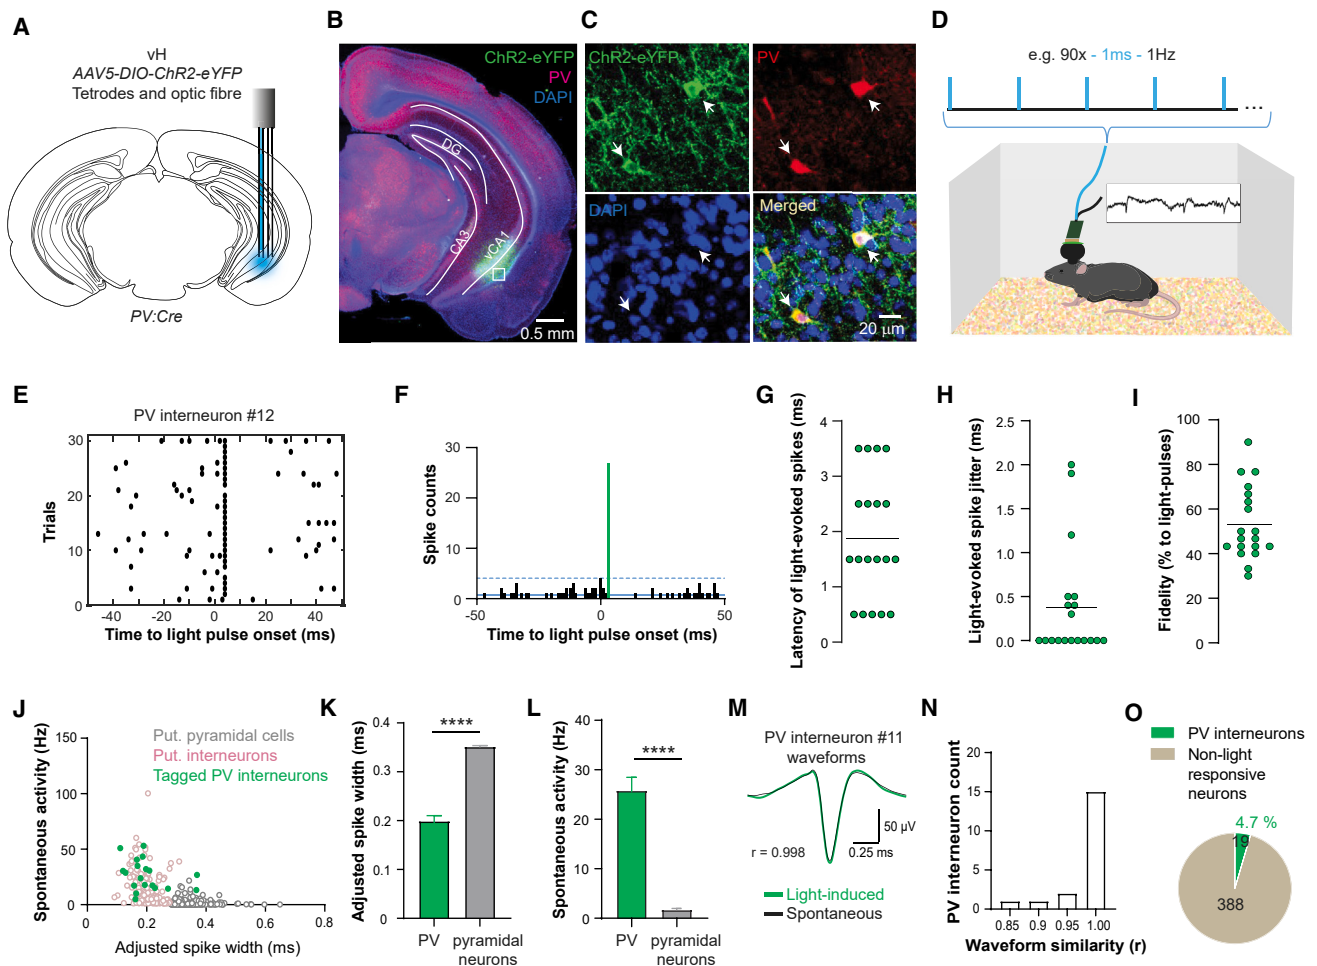 A
vH
AAV5-DIO-ChR2-eYFP
Tetrodes and optic fibre
PV:Cre
B
ChR2-eYFP
PV
DAPI
DG
CA3
vCA1
0.5 mm
C
ChR2-eYFP
PV
DAPI
Merged
20 µm
D
e.g. 90x - 1ms - 1Hz
...
E
PV interneuron #12
Trials
30
20
10
0
-40 -20 0 20 40
Time to light pulse onset (ms)
F
Spike counts
30
20
10
0
-50 0 50
Time to light pulse onset (ms)
G
Latency of light-evoked spikes (ms)
4
3
2
1
0
H
Light-evoked spike jitter (ms)
2.5
2.0
1.5
1.0
0.5
0.0
I
Fidelity (% to light-pulses)
100
80
60
40
20
0
J
Spontaneous activity (Hz)
150
100
50
0
0 0.2 0.4 0.6 0.8
Adjusted spike width (ms)
Put. pyramidal cells
Put. interneurons
Tagged PV interneurons
K
Adjusted spike width (ms)
0.4
0.3
0.2
0.1
0
****
PV pyramidal
neurons
L
Spontaneous activity (Hz)
40
30
20
10
0
****
PV pyramidal
neurons
M
PV interneuron #11
waveforms
50 µV
0.25 ms
r = 0.998
Light-induced
Spontaneous
N
PV interneuron count
20
15
10
5
0
0.85 0.9 0.95 1.00
Waveform similarity (r)
O
PV interneurons
Non-light
responsive
neurons
4.7 %
19
388